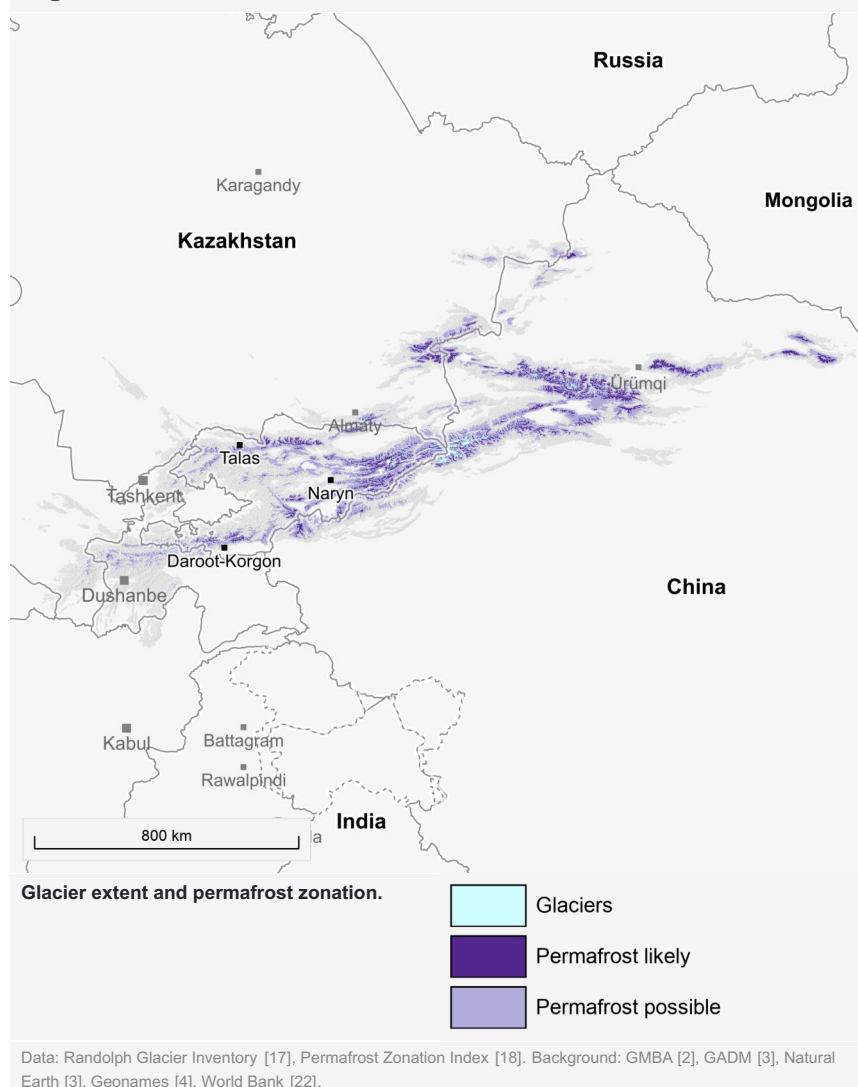 Russia
Karagandy
Mongolia
Kazakhstan
Ürümqi
Almaty
Talas
Tashkent
Naryn
Daroot-Korgon
China
Dushanbe
Kabul
Battagram
Rawalpindi
India
800 km
Glacier extent and permafrost zonation.
Glaciers
Permafrost likely
Permafrost possible
Data: Randolph Glacier Inventory [17], Permafrost Zonation Index [18]. Background: GMBA [2], GADM [3], Natural
Earth [3], Geonames [4], World Bank [22].